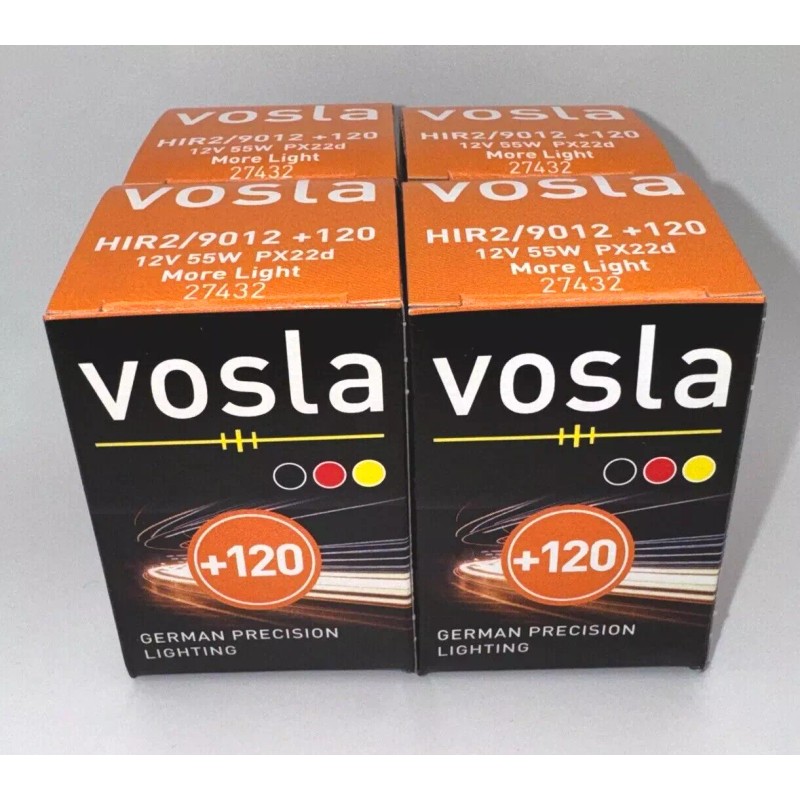 vosla
HIR2/9012 +120
12V 55W PX22d
More Light
27432
vosla
HIR2/9012 +120
12V 55W PX22d
More Light
27432
vosla
HIR2/9012 +120
12V 55W PX22d
More Light
27432
vosla
HIR2/9012 +120
12V 55W PX22d
More Light
27432
vosla
+120
GERMAN PRECISION
LIGHTING
vosla
+120
GERMAN PRECISION
LIGHTING